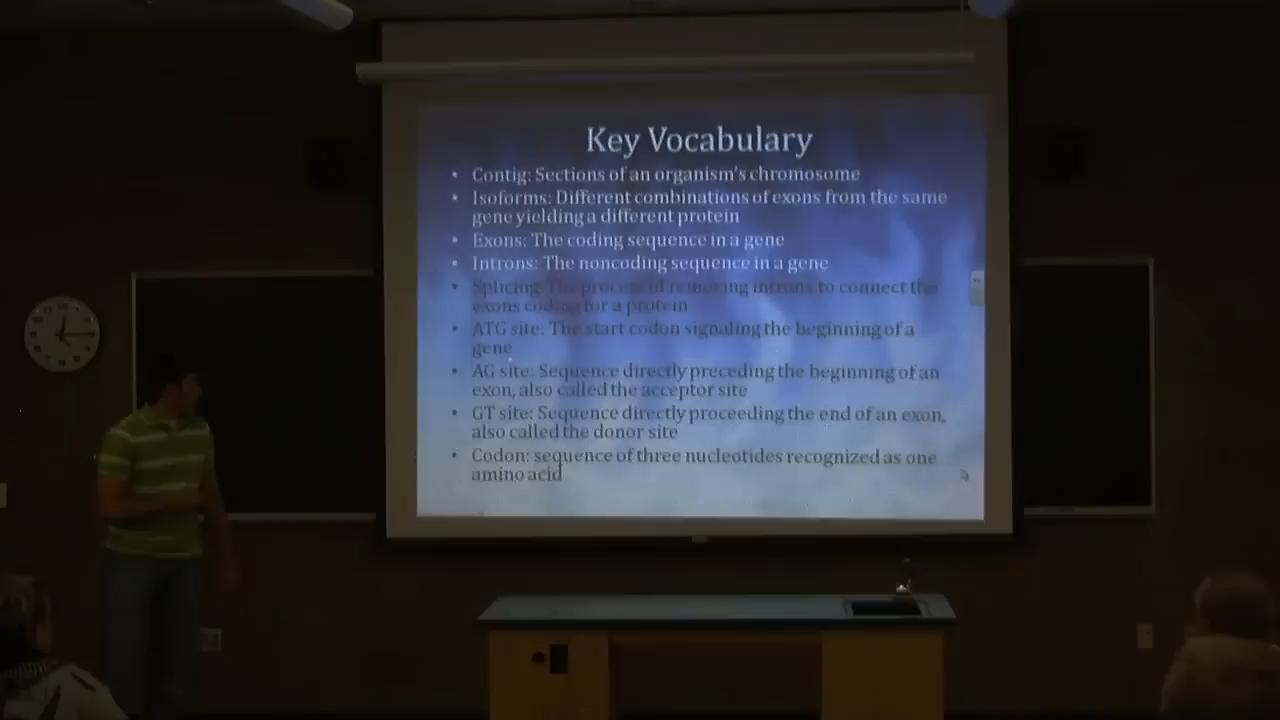 Key Vocabulary
• Contig: Sections of an organism's chromosome
• Isoforms: Different combinations of exons from the same
gene yielding a different protein
• Exons: The coding sequence in a gene
• Introns: The noncoding sequence in a gene
• Splicing: The process of removing introns to connect the
exons coding for a protein
• ATG site: The start codon signaling the beginning of a
gene
• AG site: Sequence directly preceding the beginning of an
exon, also called the acceptor site
• GT site: Sequence directly proceeding the end of an exon,
also called the donor site
• Codon: sequence of three nucleotides recognized as one
amino acid